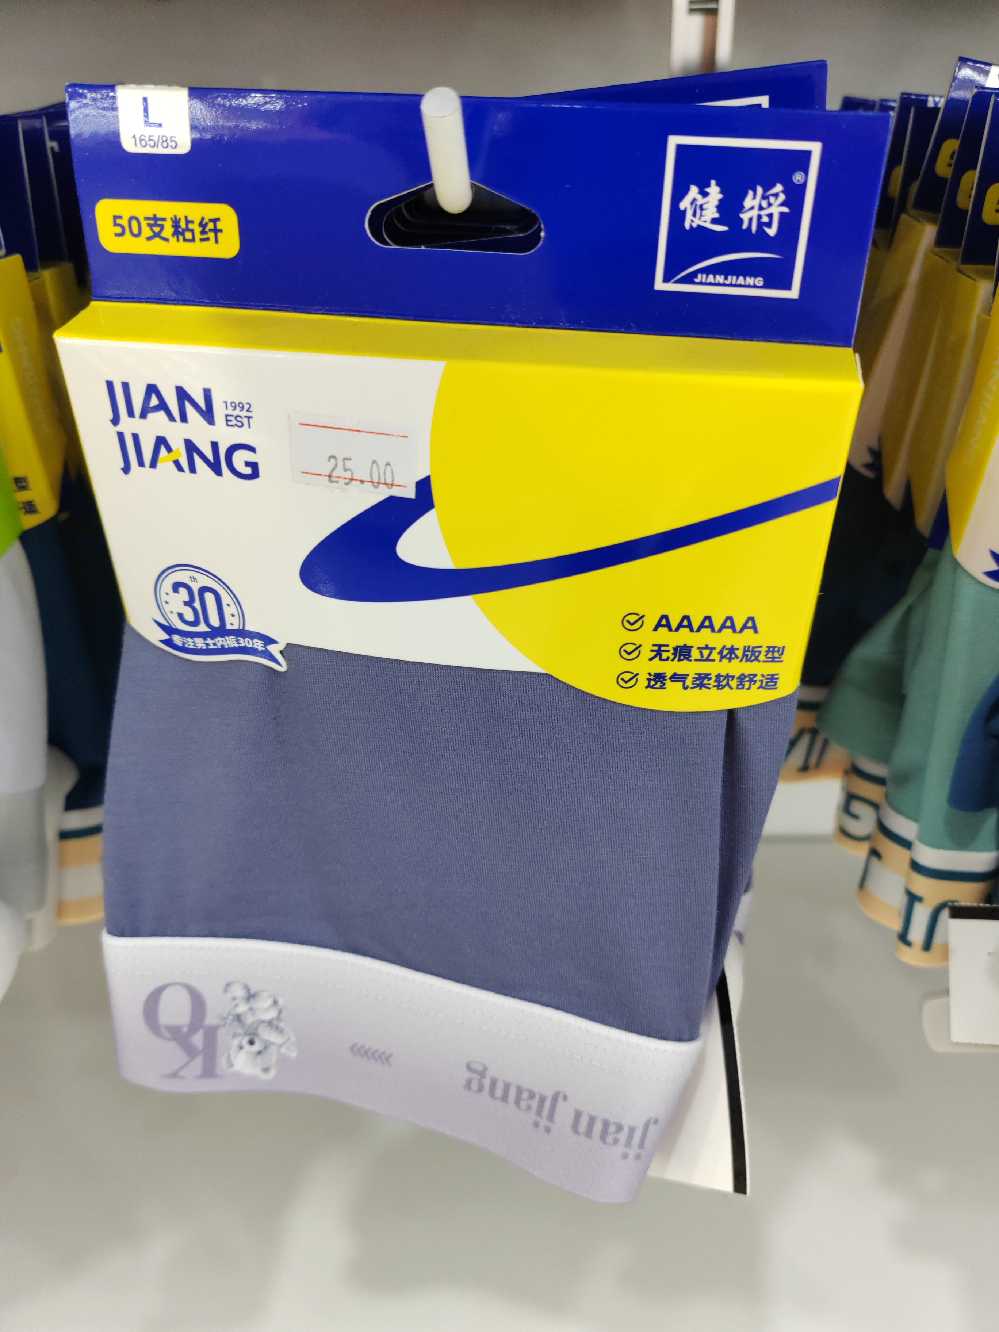 L
165/85
50支粘纤
健将
®
JIANJIANG
JIAN
JIANG
1992
EST
25.00
30
th
专注男士内裤30年
AAAAA
无痕立体版型
透气柔软舒适
OK
jian jiang